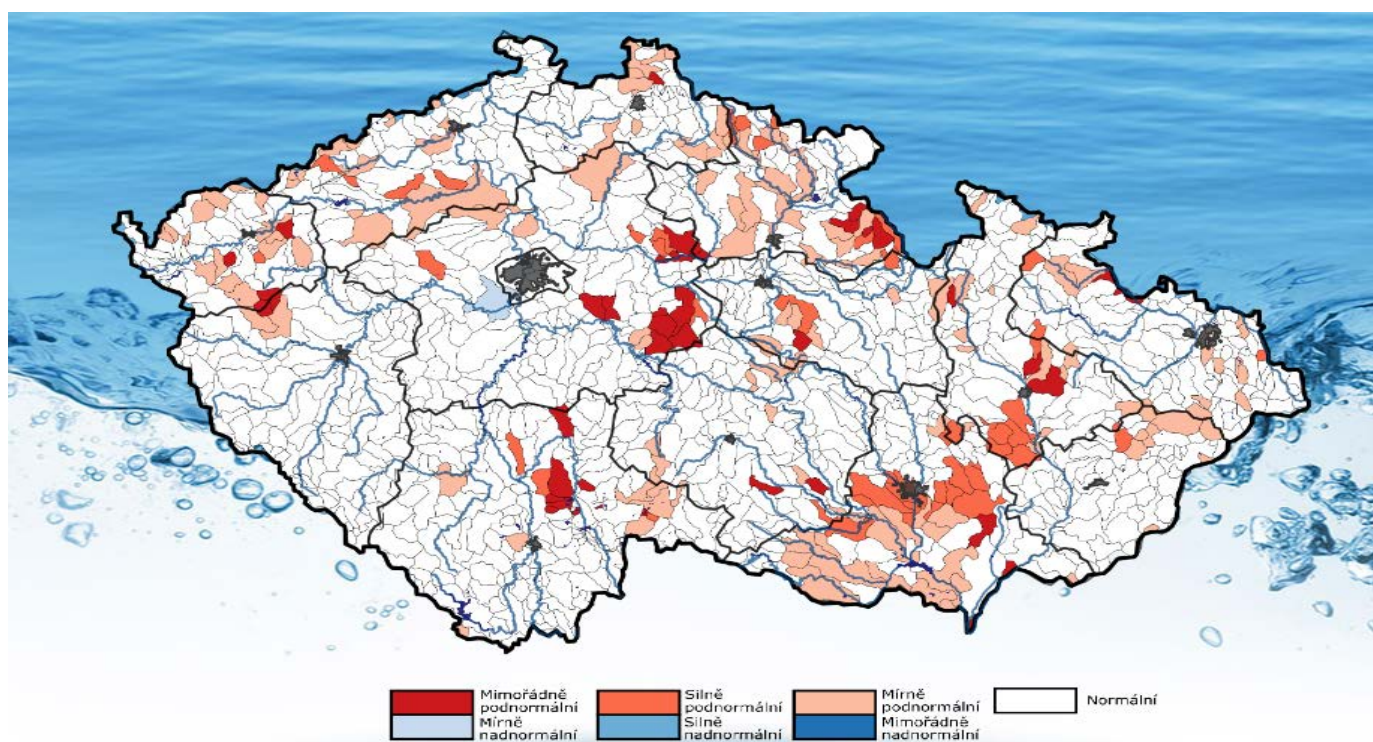 Mimořádně
podnormální
Silně
podnormální
Mírně
podnormální
Normální
Mírně
nadnormální
Silně
nadnormální
Mimořádně
nadnormální